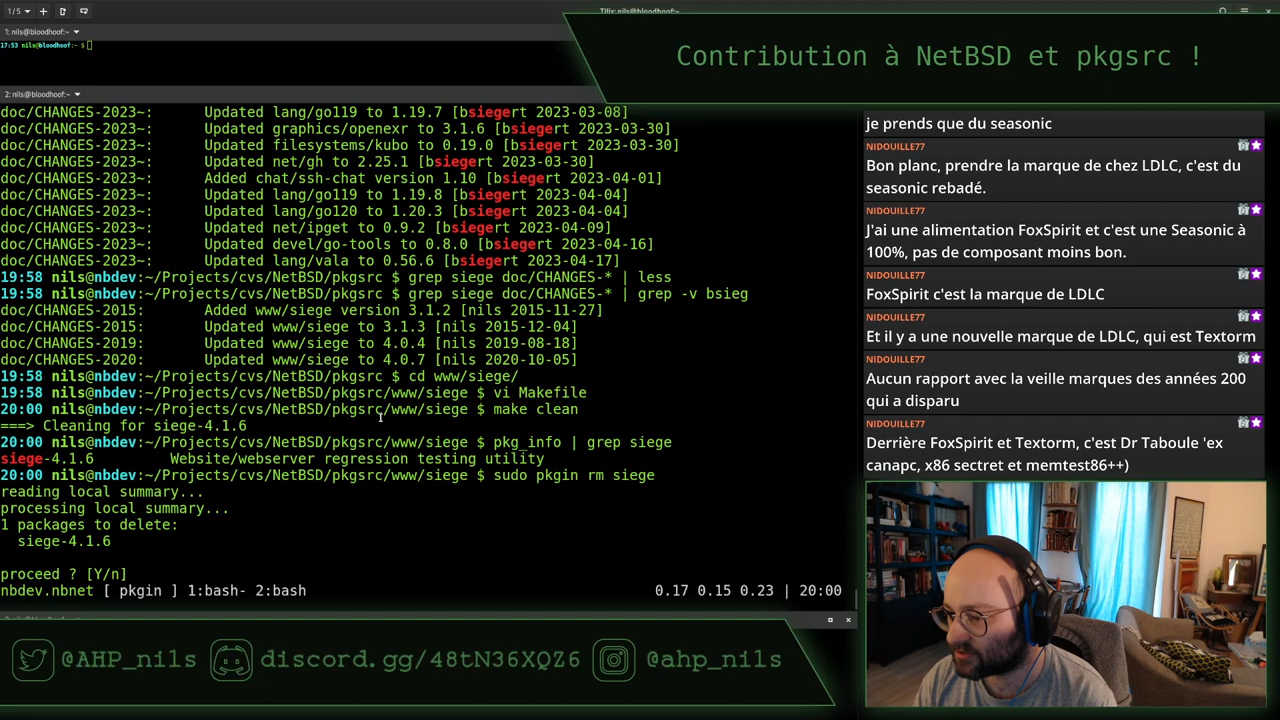 1 / 5
Tilix: nils@bloodhoof:~
1: nils@bloodhoof:~
17:53 nils@bloodhoof:~ $
Contribution à NetBSD et pkgsrc !
2: nils@bloodhoof:~
doc/CHANGES-2023~:      Updated lang/go119 to 1.19.7 [bsiegert 2023-03-08]
doc/CHANGES-2023~:      Updated graphics/openexr to 3.1.6 [bsiegert 2023-03-30]
doc/CHANGES-2023~:      Updated filesystems/kubo to 0.19.0 [bsiegert 2023-03-30]
doc/CHANGES-2023~:      Updated net/gh to 2.25.1 [bsiegert 2023-03-30]
doc/CHANGES-2023~:      Added chat/ssh-chat version 1.10 [bsiegert 2023-04-01]
doc/CHANGES-2023~:      Updated lang/go119 to 1.19.8 [bsiegert 2023-04-04]
doc/CHANGES-2023~:      Updated lang/go120 to 1.20.3 [bsiegert 2023-04-04]
doc/CHANGES-2023~:      Updated net/ipget to 0.9.2 [bsiegert 2023-04-09]
doc/CHANGES-2023~:      Updated devel/go-tools to 0.8.0 [bsiegert 2023-04-16]
doc/CHANGES-2023~:      Updated lang/vala to 0.56.6 [bsiegert 2023-04-17]
19:58 nils@nbdev:~/Projects/cvs/NetBSD/pkgsrc $ grep siege doc/CHANGES-* | less
19:58 nils@nbdev:~/Projects/cvs/NetBSD/pkgsrc $ grep siege doc/CHANGES-* | grep -v bsieg
doc/CHANGES-2015:       Added www/siege version 3.1.2 [nils 2015-11-27]
doc/CHANGES-2015:       Updated www/siege to 3.1.3 [nils 2015-12-04]
doc/CHANGES-2019:       Updated www/siege to 4.0.4 [nils 2019-08-18]
doc/CHANGES-2020:       Updated www/siege to 4.0.7 [nils 2020-10-05]
19:58 nils@nbdev:~/Projects/cvs/NetBSD/pkgsrc $ cd www/siege/
19:58 nils@nbdev:~/Projects/cvs/NetBSD/pkgsrc/www/siege $ vi Makefile
20:00 nils@nbdev:~/Projects/cvs/NetBSD/pkgsrc/www/siege $ make clean
===> Cleaning for siege-4.1.6
20:00 nils@nbdev:~/Projects/cvs/NetBSD/pkgsrc/www/siege $ pkg_info | grep siege
siege-4.1.6         Website/webserver regression testing utility
20:00 nils@nbdev:~/Projects/cvs/NetBSD/pkgsrc/www/siege $ sudo pkgin rm siege
reading local summary...
processing local summary...
1 packages to delete:
  siege-4.1.6
proceed ? [Y/n]
nbdev.nbnet [ pkgin ] 1:bash- 2:bash
0.17 0.15 0.23 | 20:00
je prends que du seasonic
NIDOUILLE77
Bon planc, prendre la marque de chez LDLC, c'est du
seasonic rebadé.
NIDOUILLE77
J'ai une alimentation FoxSpirit et c'est une Seasonic à
100%, pas de composant moins bon.
NIDOUILLE77
FoxSpirit c'est la marque de LDLC
NIDOUILLE77
Et il y a une nouvelle marque de LDLC, qui est Textorm
NIDOUILLE77
Aucun rapport avec la veille marques des années 200
qui a disparu
NIDOUILLE77
Derrière FoxSpirit et Textorm, c'est Dr Taboule 'ex
canapc, x86 sectret et memtest86++)
@AHP_nils
discord.gg/48tN36XQZ6
@ahp_nils